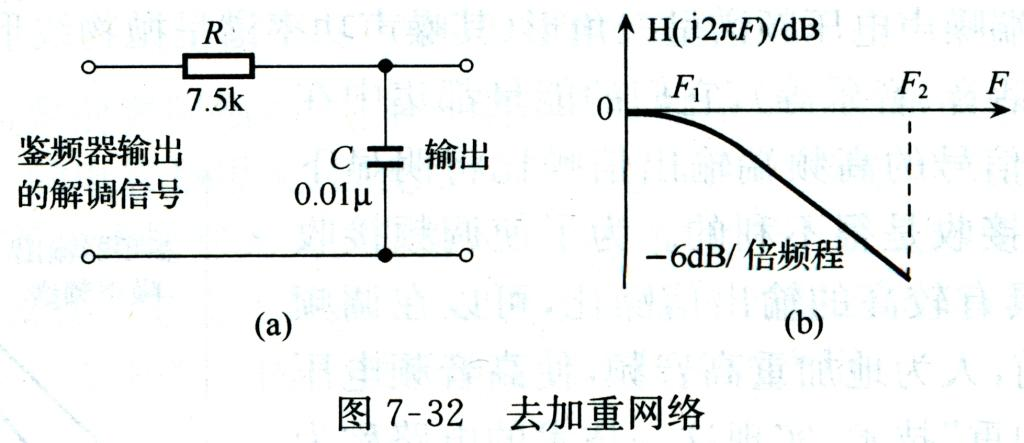 R
7.5k
鉴频器输出
的解调信号
C
0.01μ
输出
(a)
H(j2πF)/dB
0
F₁
F₂
F
-6dB/倍频程
(b)
图 7-32 去加重网络